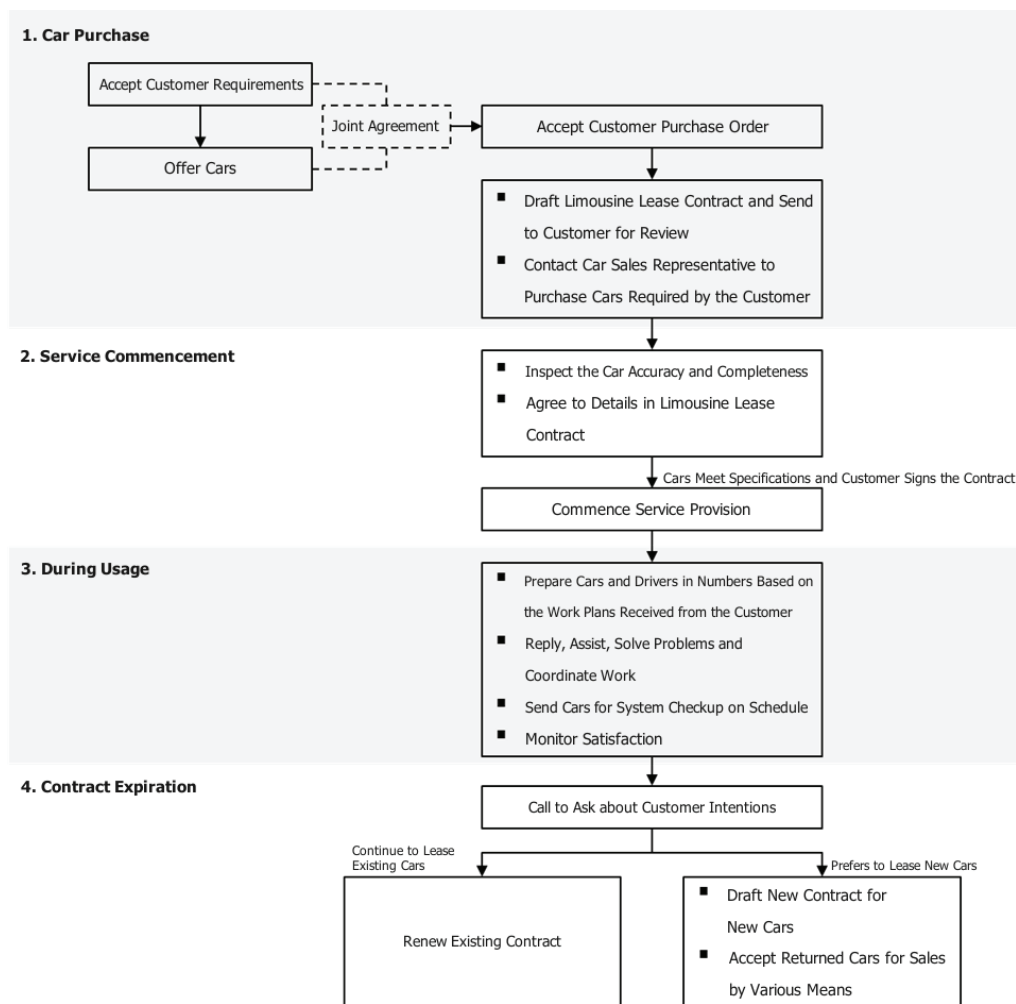 1. Car Purchase
Accept Customer Requirements
Joint Agreement
Offer Cars
Accept Customer Purchase Order
■ Draft Limousine Lease Contract and Send
to Customer for Review
■ Contact Car Sales Representative to
Purchase Cars Required by the Customer
2. Service Commencement
■ Inspect the Car Accuracy and Completeness
■ Agree to Details in Limousine Lease
Contract
Cars Meet Specifications and Customer Signs the Contract
Commence Service Provision
3. During Usage
■ Prepare Cars and Drivers in Numbers Based on
the Work Plans Received from the Customer
■ Reply, Assist, Solve Problems and
Coordinate Work
■ Send Cars for System Checkup on Schedule
■ Monitor Satisfaction
4. Contract Expiration
Call to Ask about Customer Intentions
Continue to Lease
Existing Cars
Renew Existing Contract
Prefers to Lease New Cars
■ Draft New Contract for
New Cars
■ Accept Returned Cars for Sales
by Various Means